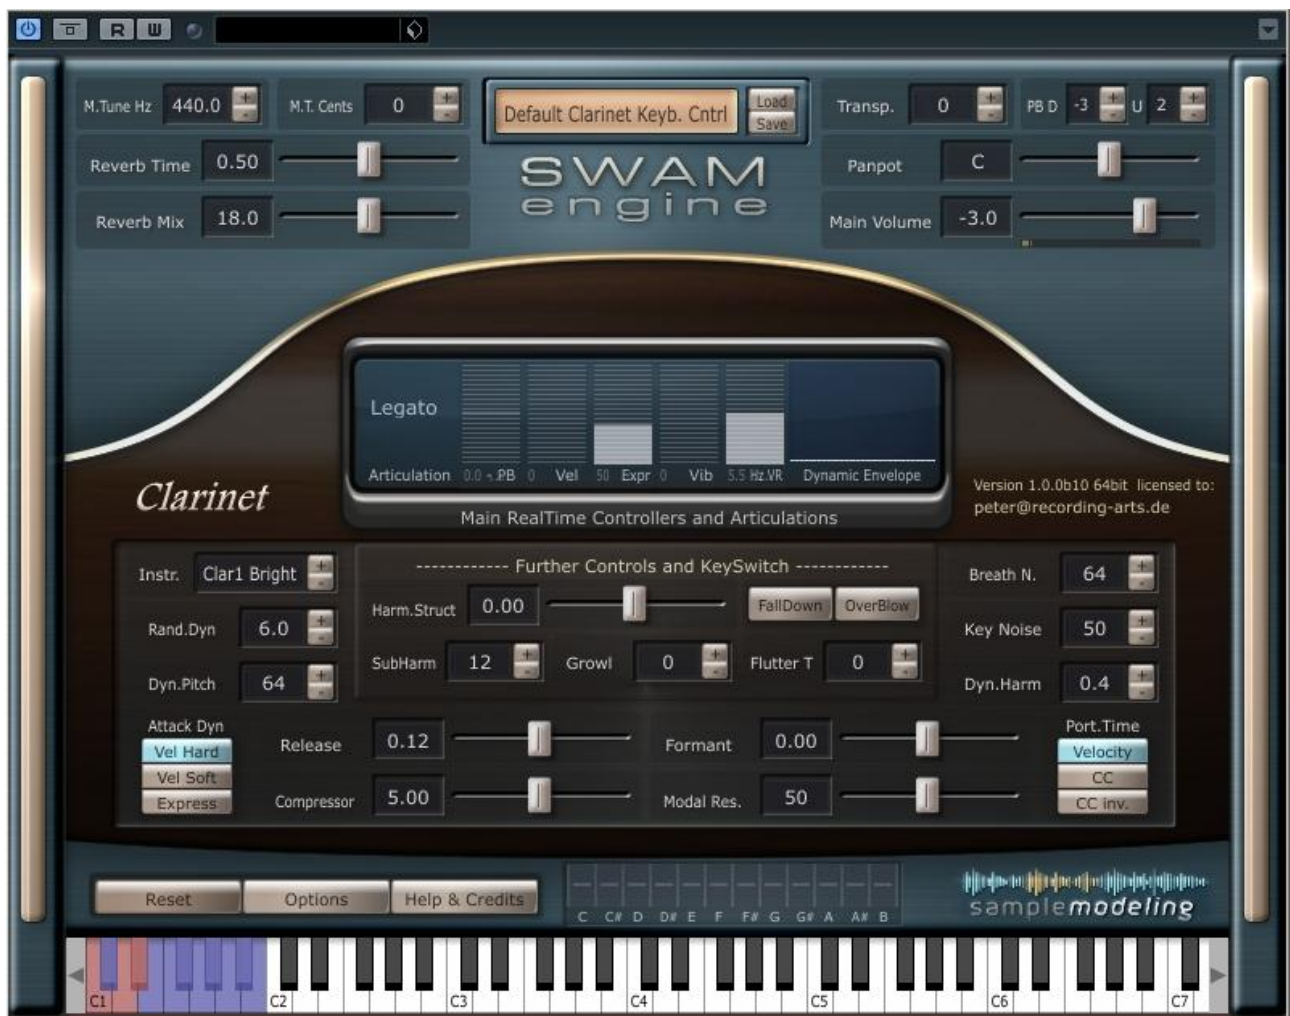 R W
M.Tune Hz 440.0 + -
M.T. Cents 0 + -
Default Clarinet Keyb. Cntrl
Load
Save
Transp. 0 + -
PB D -3 + - U 2 + -
Reverb Time 0.50
SWAM
engine
Panpot C
Reverb Mix 18.0
Main Volume -3.0
Legato
Articulation 0.0 PB 0 Vel 50 Expr 0 Vib 5.5 Hz.VR Dynamic Envelope
Main RealTime Controllers and Articulations
Clarinet
Version 1.0.0b10 64bit licensed to:
peter@recording-arts.de
------------ Further Controls and KeySwitch ------------
Instr. Clar1 Bright + -
Harm.Struct 0.00
FallDown OverBlow
Breath N. 64 + -
Rand.Dyn 6.0 + -
Key Noise 50 + -
SubHarm 12 + -
Growl 0 + -
Flutter T 0 + -
Dyn.Pitch 64 + -
Dyn.Harm 0.4 + -
Attack Dyn
Vel Hard
Vel Soft
Express
Release 0.12
Formant 0.00
Compressor 5.00
Modal Res. 50
Port.Time
Velocity
CC
CC inv.
Reset Options Help & Credits
C C# D D# E F F# G G# A A# B
samplemodeling
C1 C2 C3 C4 C5 C6 C7